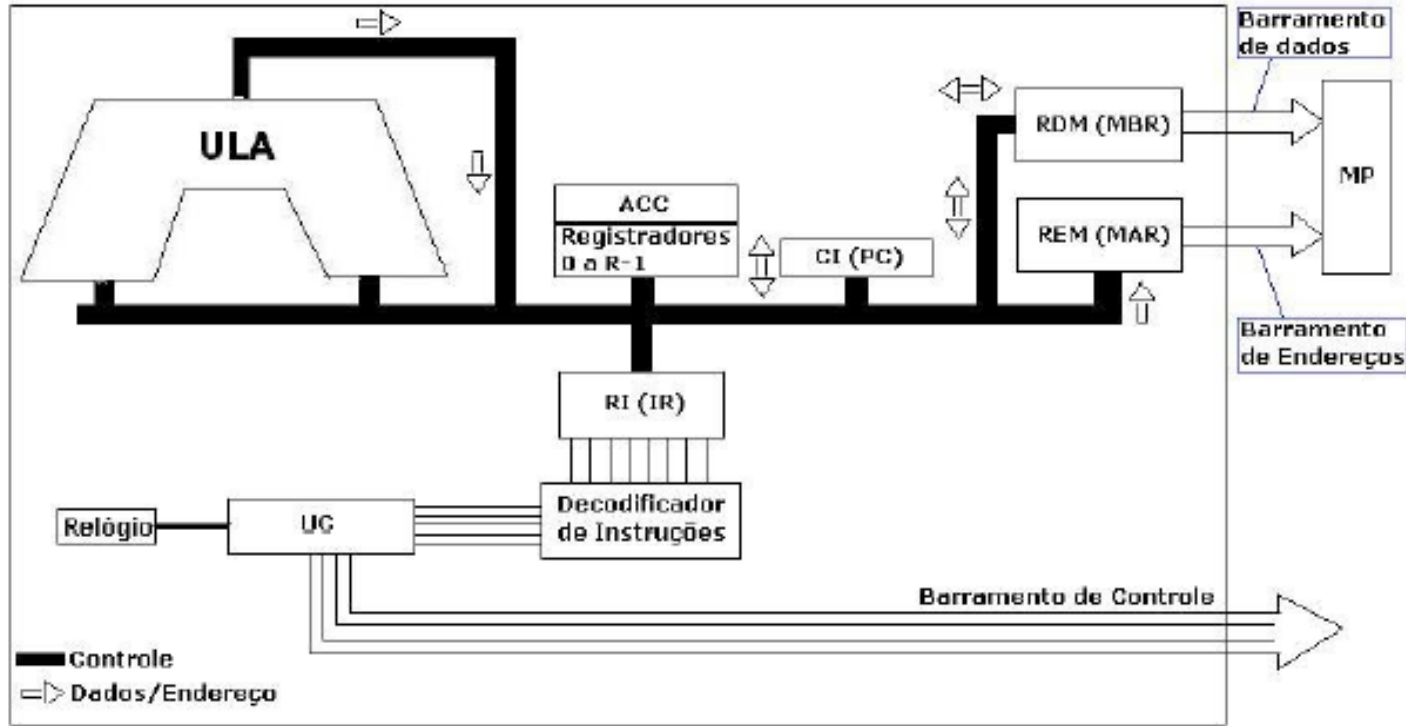 Barramento
de dados
ULA
RDM (MBR)
MP
ACC
Registradores
0 a R-1
CI (PC)
REM (MAR)
Barramento
de Endereços
RI (IR)
Relógio
UC
Decodificador
de Instruções
Barramento de Controle
Controle
Dados/Endereço